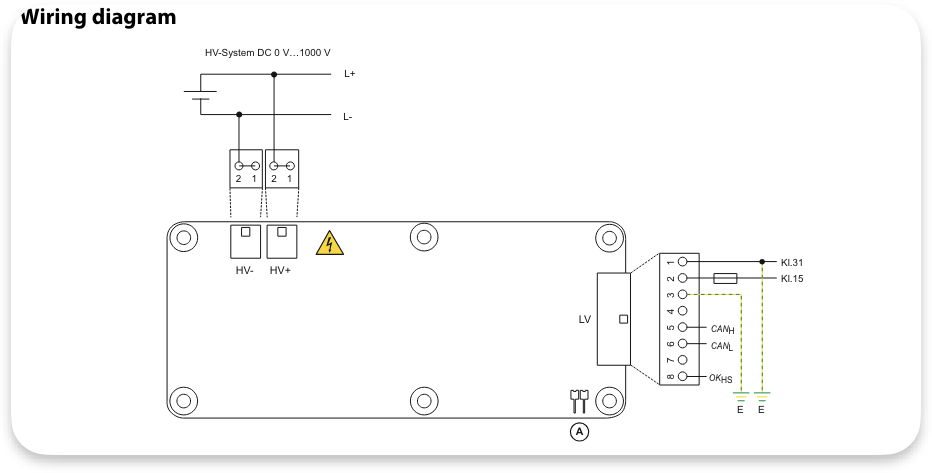 Wiring diagram
HV-System DC 0 V...1000 V
L+
L-
2 1 2 1
HV- HV+
LV
1
2
3
4
5
6
7
8
Kl.31
Kl.15
CANH
CANL
OKHS
E E
A